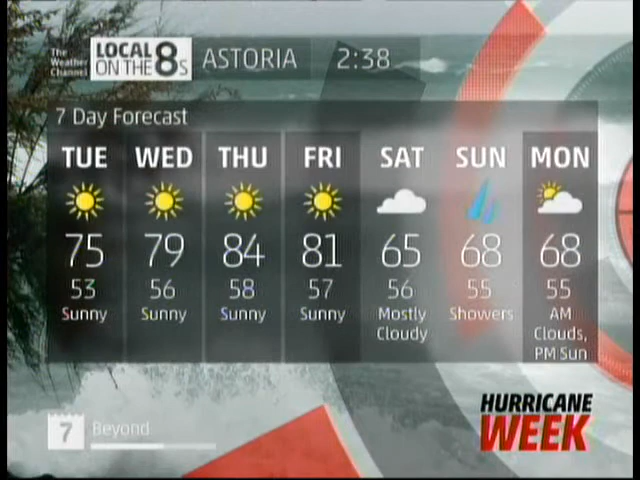 The Weather Channel
LOCAL ON THE 8s
ASTORIA 2:38
7 Day Forecast
TUE WED THU FRI SAT SUN MON
75 79 84 81 65 68 68
53 56 58 57 56 55 55
Sunny Sunny Sunny Sunny Mostly Cloudy Showers AM Clouds, PM Sun
7 Beyond
HURRICANE
WEEK